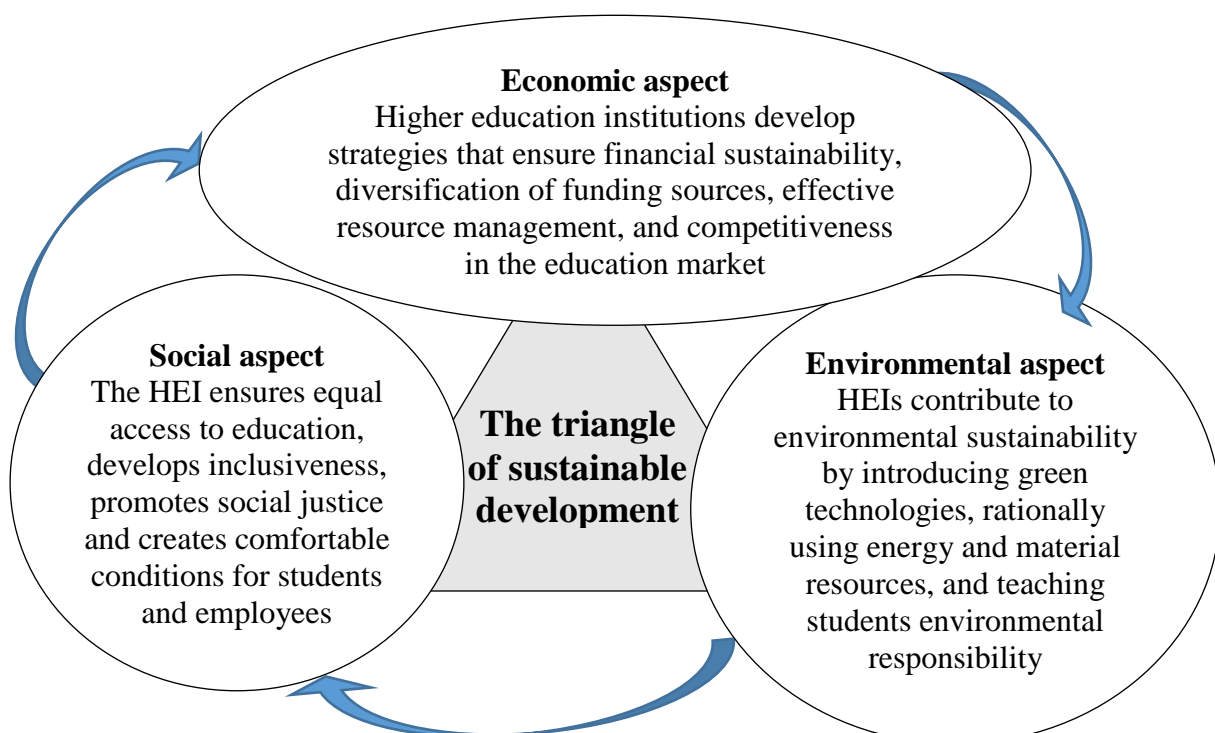 Economic aspect
Higher education institutions develop
strategies that ensure financial sustainability,
diversification of funding sources, effective
resource management, and competitiveness
in the education market
Social aspect
The HEI ensures equal
access to education,
develops inclusiveness,
promotes social justice
and creates comfortable
conditions for students
and employees
The triangle
of sustainable
development
Environmental aspect
HEIs contribute to
environmental sustainability
by introducing green
technologies, rationally
using energy and material
resources, and teaching
students environmental
responsibility